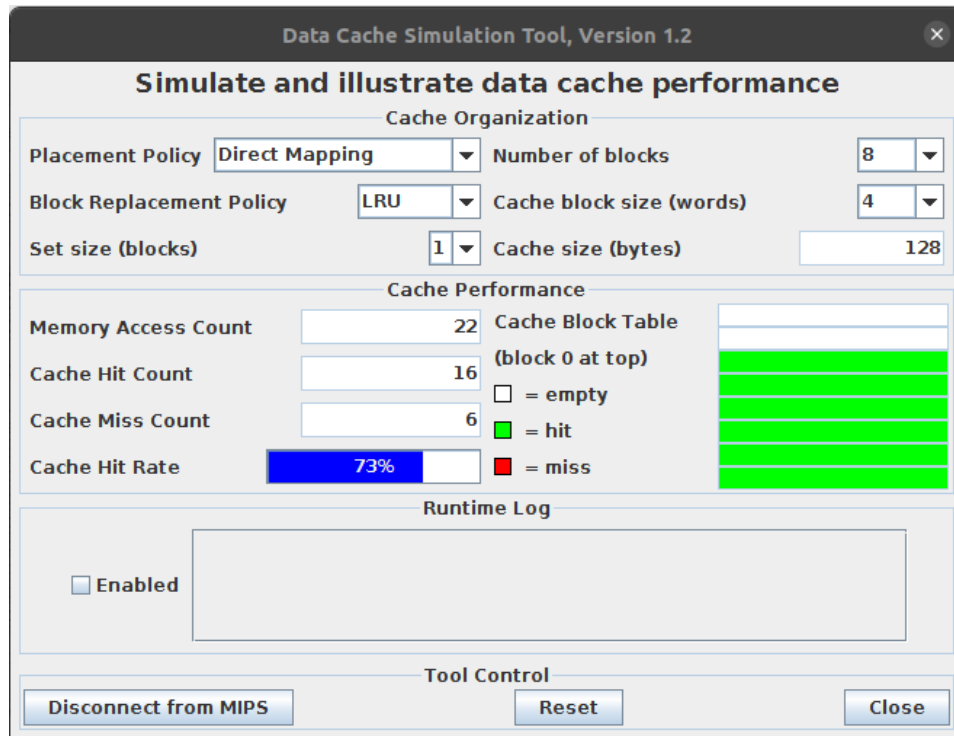 Data Cache Simulation Tool, Version 1.2
Simulate and illustrate data cache performance
Cache Organization
Placement Policy Direct Mapping Number of blocks 8
Block Replacement Policy LRU Cache block size (words) 4
Set size (blocks) 1 Cache size (bytes) 128
Cache Performance
Memory Access Count 22 Cache Block Table
(block 0 at top)
Cache Hit Count 16
= empty
Cache Miss Count 6
= hit
Cache Hit Rate 73% = miss
Runtime Log
Enabled
Tool Control
Disconnect from MIPS Reset Close